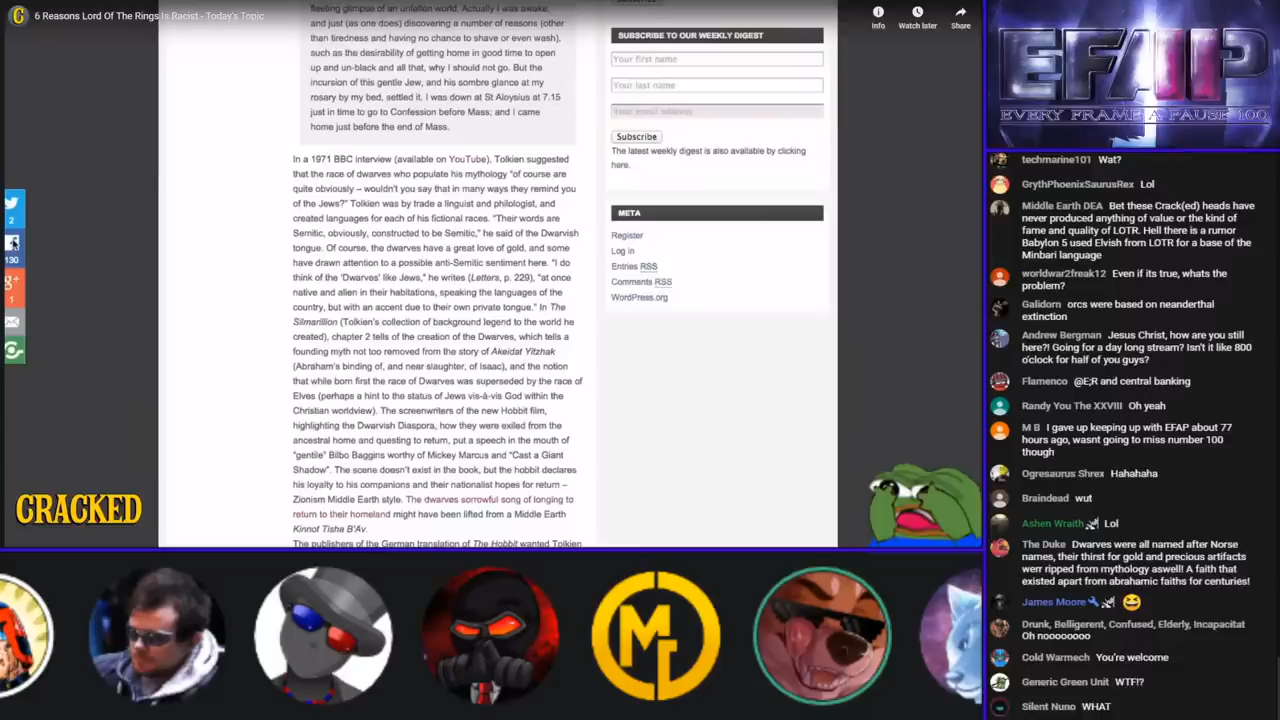 6 Reasons Lord Of The Rings Is Racist - Today's Topic
Info
Watch later
Share
fleeting glimpse of an unfallen world. Actually I was awake,
and just (as one does) discovering a number of reasons (other
than tiredness and having no chance to shave or even wash),
such as the desirability of getting home in good time to open
up and un-black and all that, why I should not go. But the
incursion of this gentle Jew, and his sombre glance at my
rosary by my bed, settled it. I was down at St Aloysius at 7.15
just in time to go to Confession before Mass; and I came
home just before the end of Mass.
In a 1971 BBC interview (available on YouTube), Tolkien suggested
that the race of dwarves who populate his mythology "of course are
quite obviously – wouldn't you say that in many ways they remind you
of the Jews?" Tolkien was by trade a linguist and philologist, and
created languages for each of his fictional races. "Their words are
Semitic, obviously, constructed to be Semitic," he said of the Dwarvish
tongue. Of course, the dwarves have a great love of gold, and some
have drawn attention to a possible anti-Semitic sentiment here. "I do
think of the 'Dwarves' like Jews," he writes (Letters, p. 229), "at once
native and alien in their habitations, speaking the languages of the
country, but with an accent due to their own private tongue." In The
Silmarillion (Tolkien's collection of background legend to the world he
created), chapter 2 tells of the creation of the Dwarves, which tells a
founding myth not too removed from the story of Akeidat Yitzhak
(Abraham's binding of, and near slaughter, of Isaac), and the notion
that while born first the race of Dwarves was superseded by the race of
Elves (perhaps a hint to the status of Jews vis-à-vis God within the
Christian worldview). The screenwriters of the new Hobbit film,
highlighting the Dwarvish Diaspora, how they were exiled from the
ancestral home and questing to return, put a speech in the mouth of
"gentile" Bilbo Baggins worthy of Mickey Marcus and "Cast a Giant
Shadow". The scene doesn't exist in the book, but the hobbit declares
his loyalty to his companions and their nationalist hopes for return –
Zionism Middle Earth style. The dwarves sorrowful song of longing to
return to their homeland might have been lifted from a Middle Earth
Kinnot Tisha B'Av.
The publishers of the German translation of The Hobbit wanted Tolkien
SUBSCRIBE TO OUR WEEKLY DIGEST
Your first name
Your last name
Your email address
Subscribe
The latest weekly digest is also available by clicking
here.
META
Register
Log in
Entries RSS
Comments RSS
WordPress.org
2
130
g+
1
CRACKED
EFAP
EVERY FRAME A PAUSE 100
techmarine101 Wat?
GrythPhoenixSaurusRex Lol
Middle Earth DEA Bet these Crack(ed) heads have
never produced anything of value or the kind of
fame and quality of LOTR. Hell there is a rumor
Babylon 5 used Elvish from LOTR for a base of the
Minbari language
worldwar2freak12 Even if its true, whats the
problem?
Galidorn orcs were based on neanderthal
extinction
Andrew Bergman Jesus Christ, how are you still
here?! Going for a day long stream? Isn't it like 800
o'clock for half of you guys?
Flamenco @E;R and central banking
Randy You The XXVIII Oh yeah
M B I gave up keeping up with EFAP about 77
hours ago, wasnt going to miss number 100
though
Ogresaurus Shrex Hahahaha
Braindead wut
Ashen Wraith Lol
The Duke Dwarves were all named after Norse
names, their thirst for gold and precious artifacts
werr ripped from mythology aswell! A faith that
existed apart from abrahamic faiths for centuries!
James Moore
Drunk, Belligerent, Confused, Elderly, Incapacitat
Oh nooooooo
Cold Warmech You're welcome
Generic Green Unit WTF!?
Silent Nuno WHAT